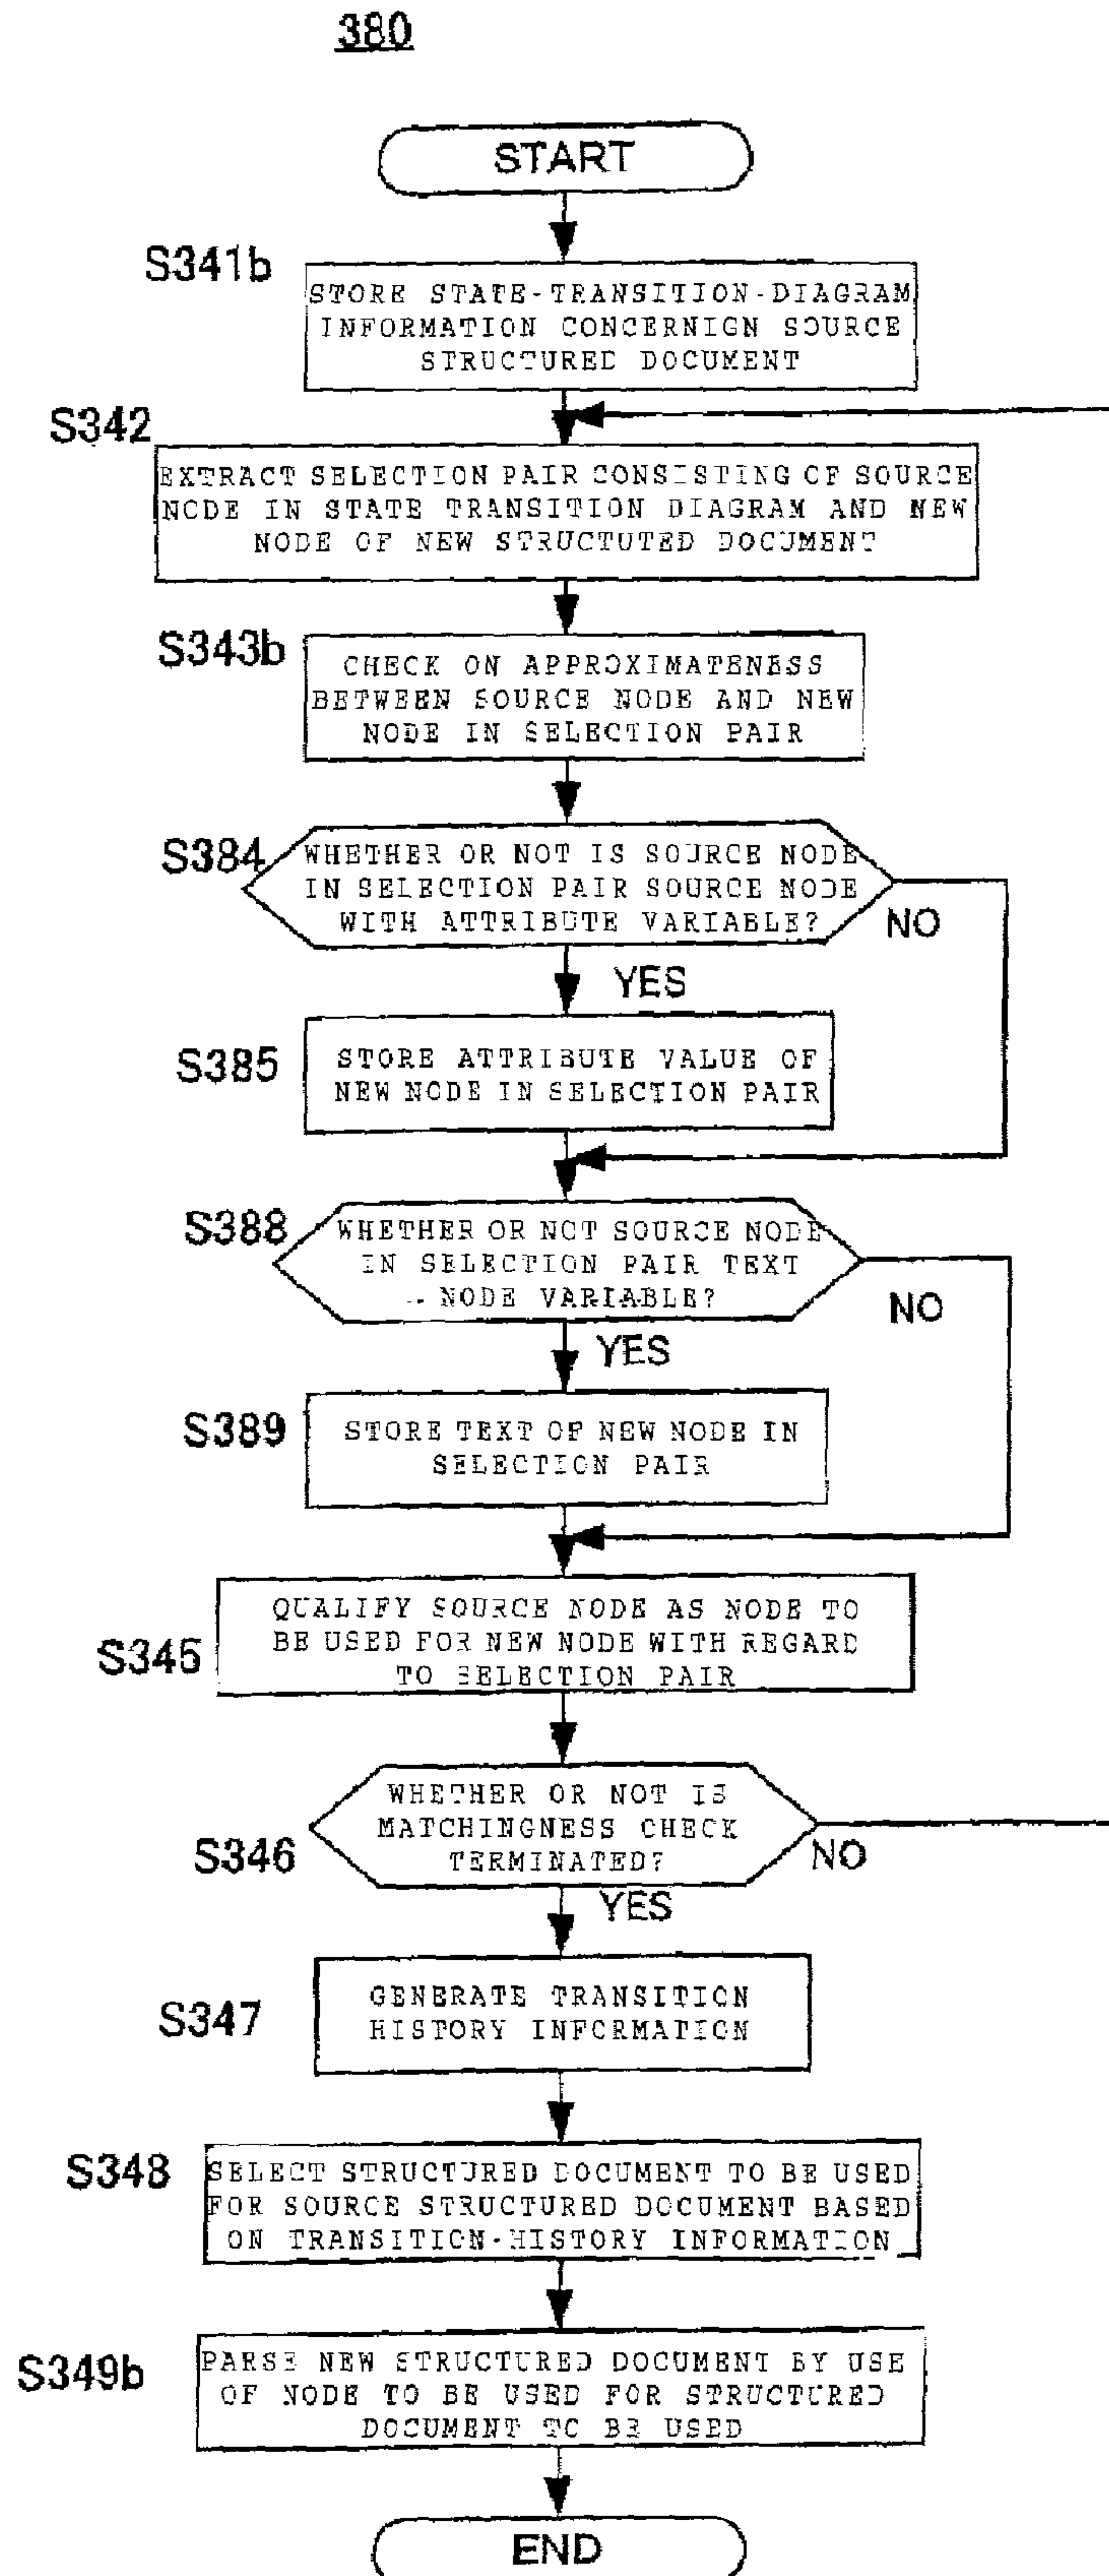 380
START
S341b
STORE STATE-TRANSITION-DIAGRAM
INFORMATION CONCERNIGN SOURCE
STRUCTURED DOCUMENT
S342
EXTRACT SELECTION PAIR CONSISTING OF SOURCE
NODE IN STATE TRANSITION DIAGRAM AND NEW
NODE OF NEW STRUCTUTED DOCUMENT
S343b
CHECK ON APPROXIMATENESS
BETWEEN SOURCE NODE AND NEW
NODE IN SELECTION PAIR
S384
WHETHER OR NOT IS SOURCE NODE
IN SELECTION PAIR SOURCE NODE
WITH ATTRIBUTE VARIABLE?
NO
YES
S385
STORE ATTRIBUTE VALUE OF
NEW NODE IN SELECTION PAIR
S388
WHETHER OR NOT SOURCE NODE
IN SELECTION PAIR TEXT
NODE VARIABLE?
NO
YES
S389
STORE TEXT OF NEW NODE IN
SELECTION PAIR
S345
QUALIFY SOURCE NODE AS NODE TO
BE USED FOR NEW NODE WITH REGARD
TO SELECTION PAIR
S346
WHETHER OR NOT IS
MATCHINGNESS CHECK
TERMINATED?
NO
YES
S347
GENERATE TRANSITION
HISTORY INFORMATION
S348
SELECT STRUCTURED DOCUMENT TO BE USED
FOR SOURCE STRUCTURED DOCUMENT BASED
ON TRANSITION-HISTORY INFORMATION
S349b
PARSE NEW STRUCTURED DOCUMENT BY USE
OF NODE TO BE USED FOR STRUCTURED
DOCUMENT TO BE USED
END